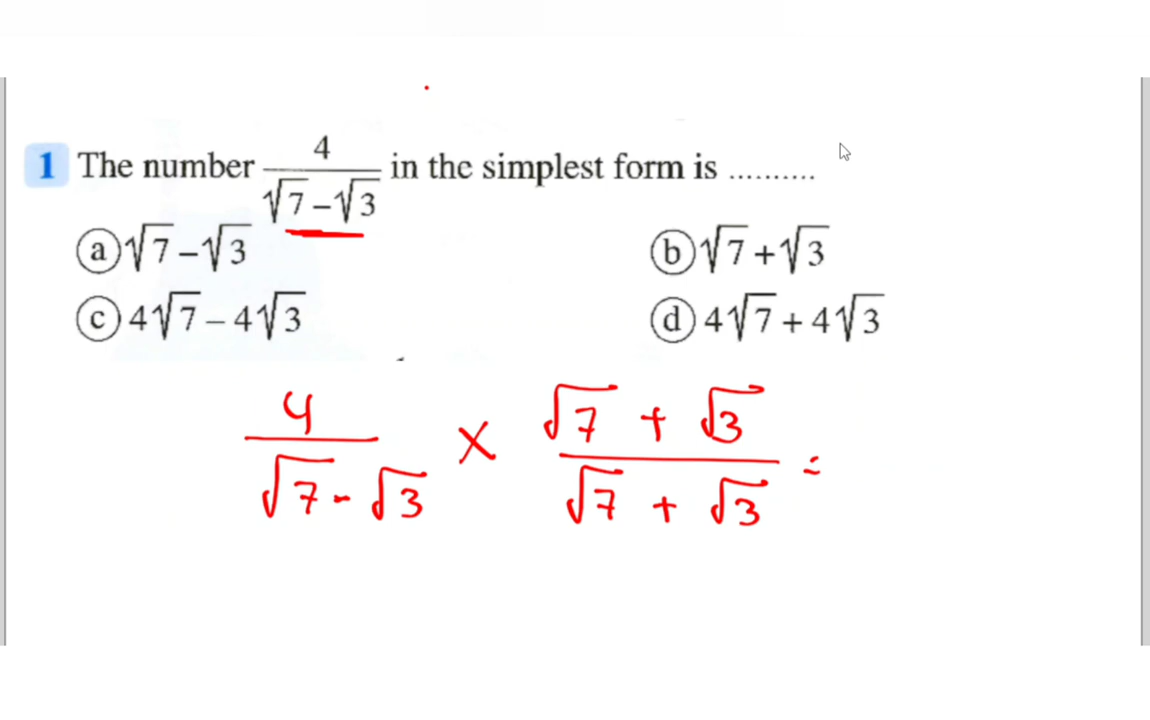 1 The number 4/(√7 – √3) in the simplest form is ..........
ⓐ √7 – √3
ⓑ √7 + √3
ⓒ 4√7 – 4√3
ⓓ 4√7 + 4√3
4/(√7 - √3) × (√7 + √3)/(√7 + √3) =